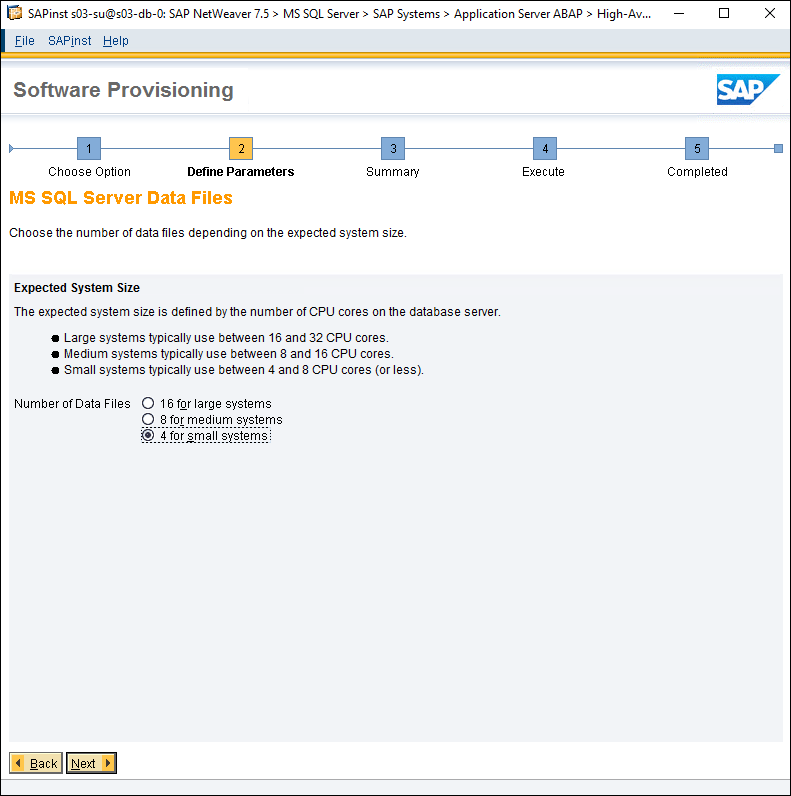 SAPinst s03-su@s03-db-0: SAP NetWeaver 7.5 > MS SQL Server > SAP Systems > Application Server ABAP > High-Av...
File SAPinst Help
Software Provisioning
SAP
1 2 3 4 5
Choose Option Define Parameters Summary Execute Completed
MS SQL Server Data Files
Choose the number of data files depending on the expected system size.
Expected System Size
The expected system size is defined by the number of CPU cores on the database server.
● Large systems typically use between 16 and 32 CPU cores.
● Medium systems typically use between 8 and 16 CPU cores.
● Small systems typically use between 4 and 8 CPU cores (or less).
Number of Data Files 16 for large systems
8 for medium systems
4 for small systems
Back Next